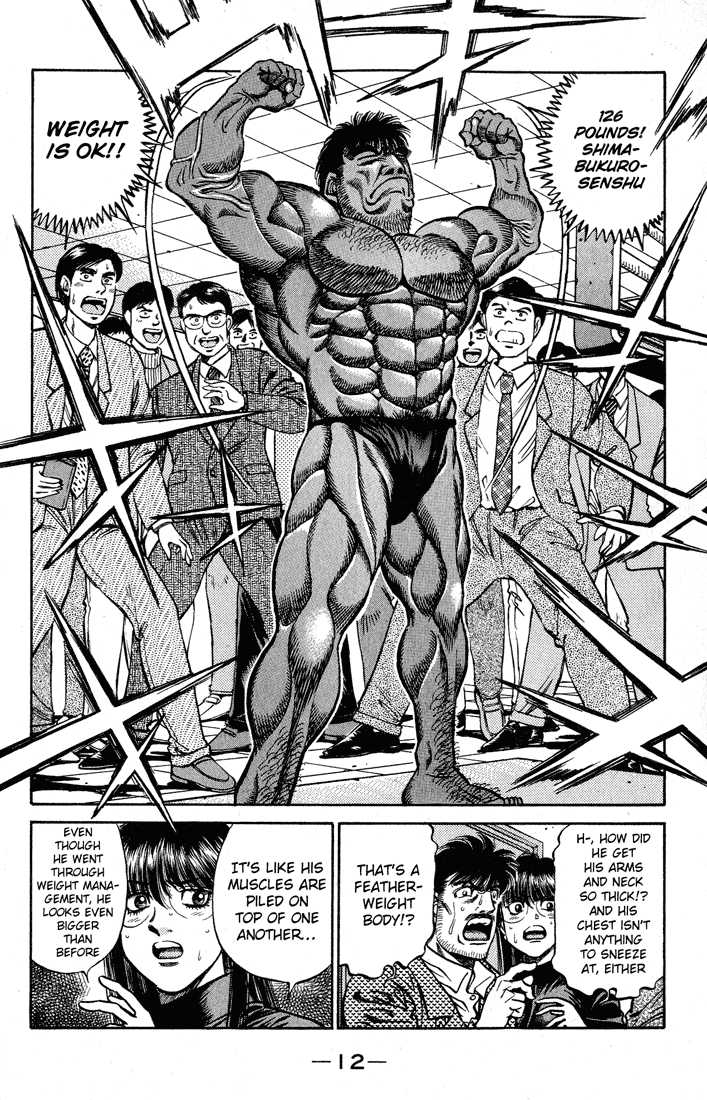 126
POUNDS!
SHIMA-
BUKURO-
SENSHU
WEIGHT
IS OK!!
H-, HOW DID
HE GET
HIS ARMS
AND NECK
SO THICK!?
AND HIS
CHEST ISN'T
ANYTHING
TO SNEEZE
AT, EITHER
THAT'S A
FEATHER-
WEIGHT
BODY!?
IT'S LIKE HIS
MUSCLES ARE
PILED ON
TOP OF ONE
ANOTHER...
EVEN
THOUGH
HE WENT
THROUGH
WEIGHT MANA-
GEMENT, HE
LOOKS EVEN
BIGGER
THAN
BEFORE
—12—